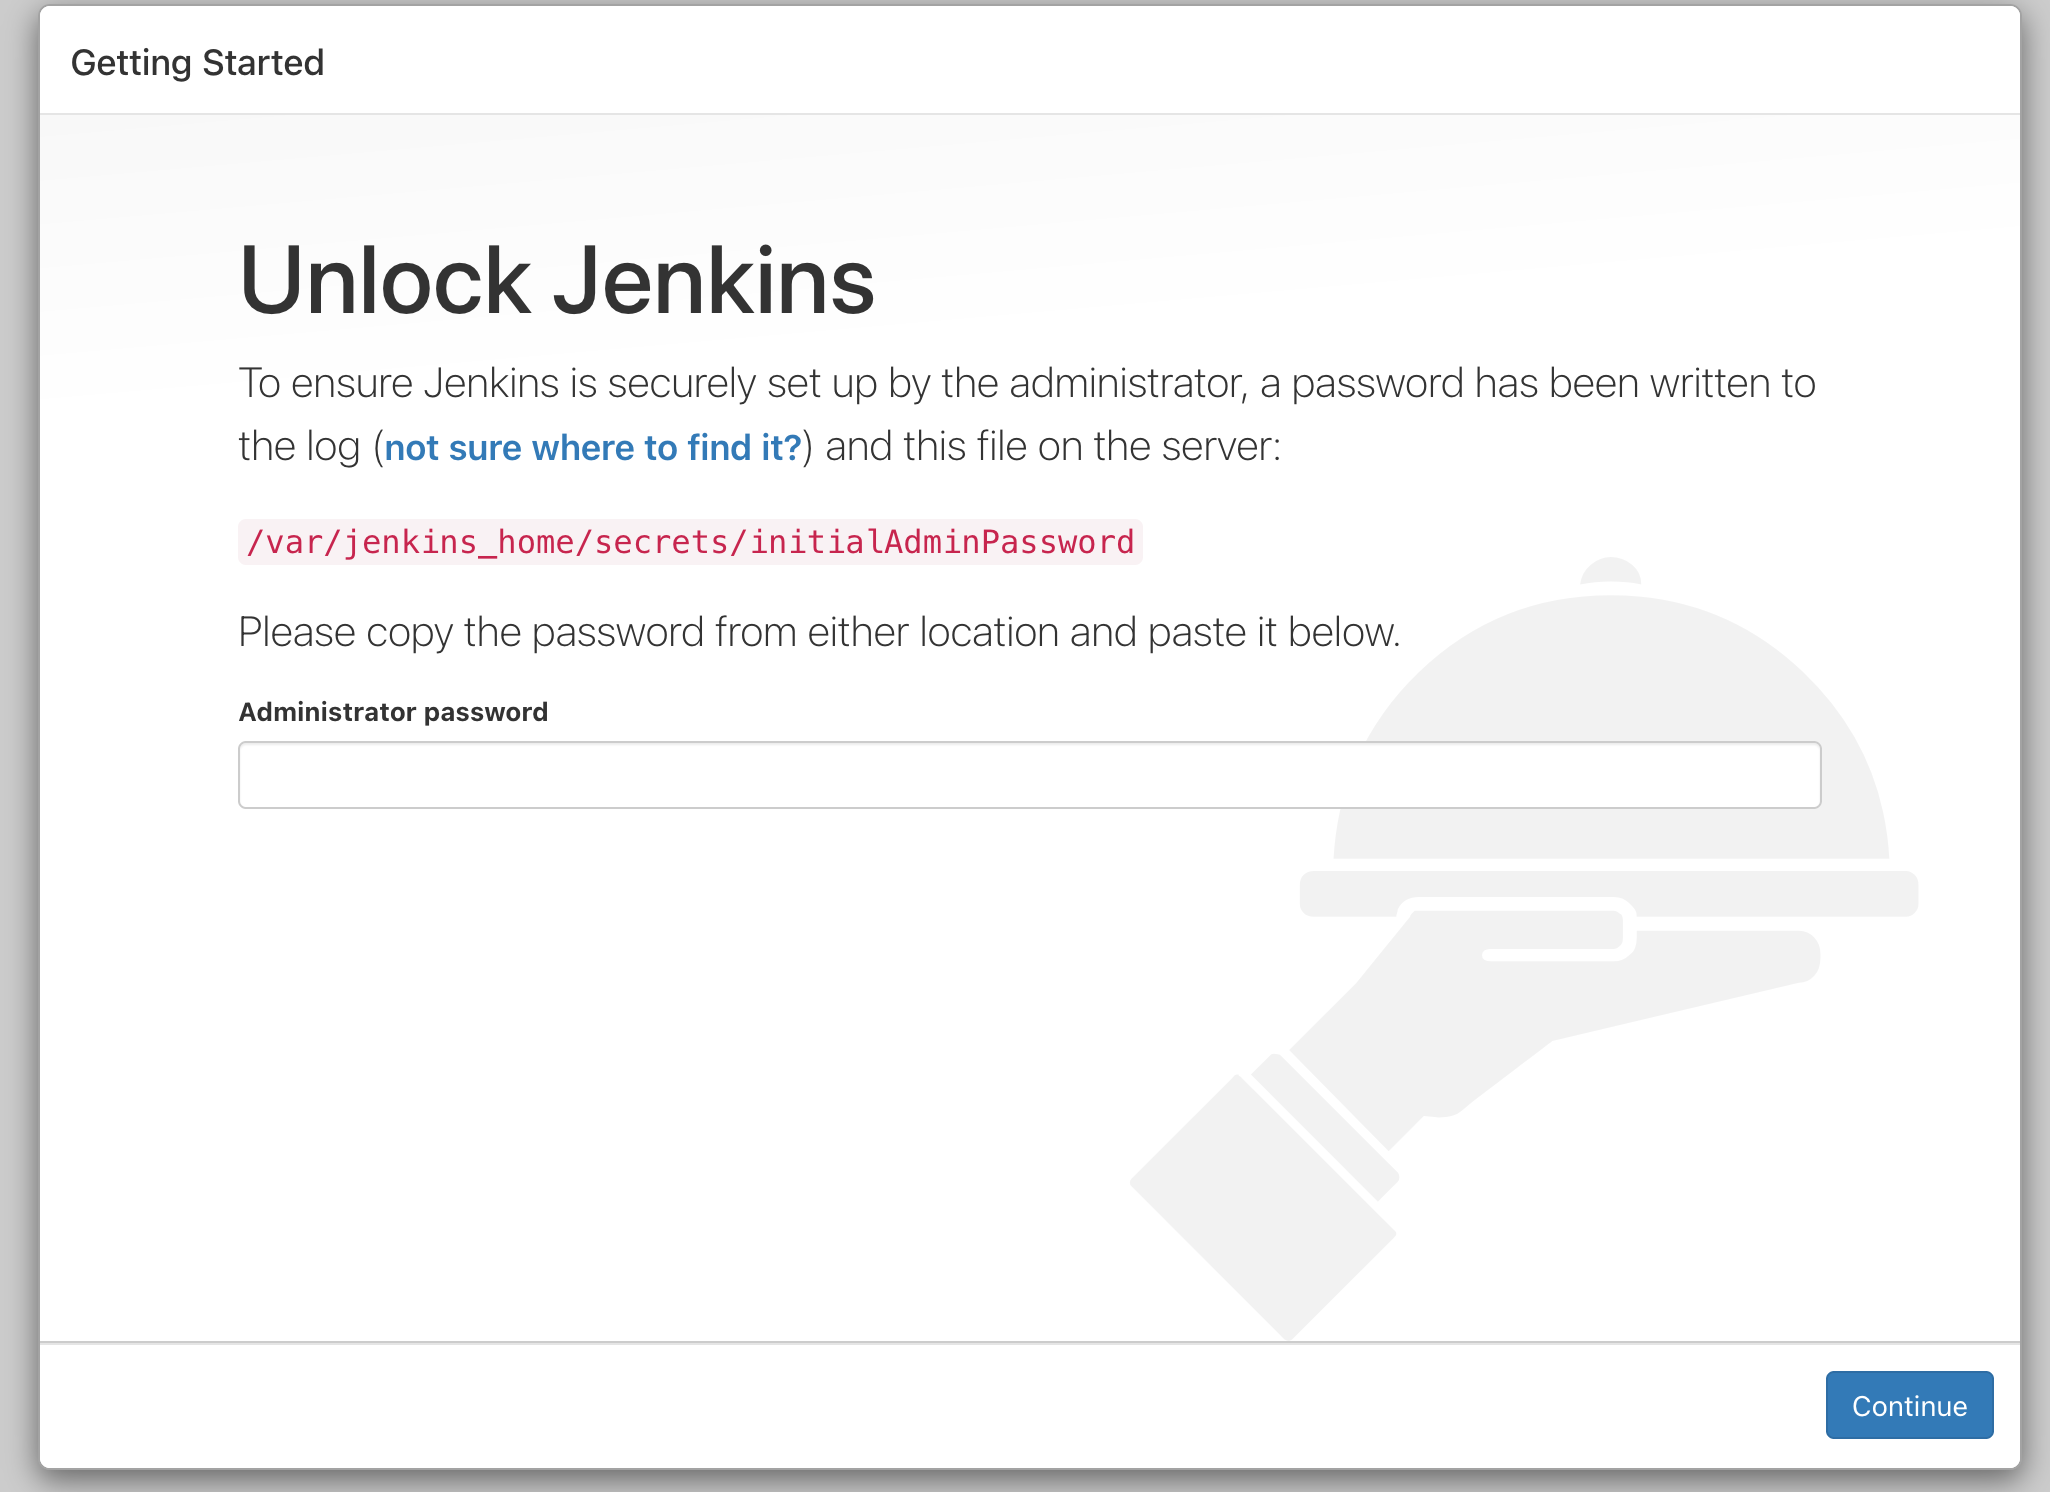 Getting Started
Unlock Jenkins
To ensure Jenkins is securely set up by the administrator, a password has been written to
the log (not sure where to find it?) and this file on the server:
/var/jenkins_home/secrets/initialAdminPassword
Please copy the password from either location and paste it below.
Administrator password
Continue